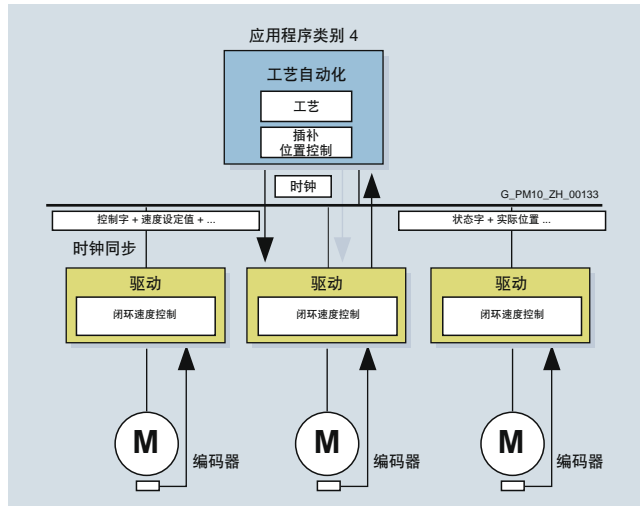 应用程序类别 4
工艺自动化
工艺
插补
位置控制
时钟
G_PM10_ZH_00133
控制字 + 速度设定值 + ...
状态字 + 实际位置 ...
时钟同步
驱动
驱动
驱动
闭环速度控制
闭环速度控制
闭环速度控制
M
M
M
编码器
编码器
编码器